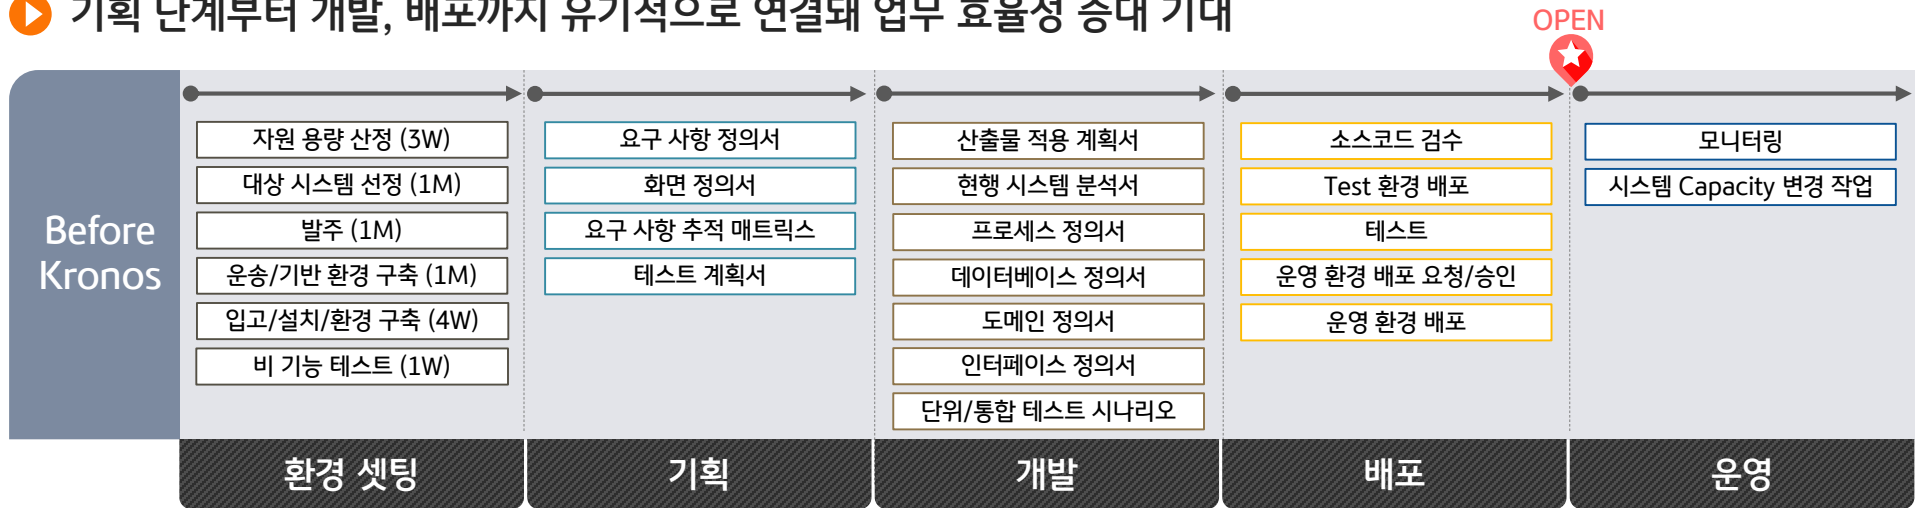 기획 단계부터 개발, 배포까지 유기적으로 연결돼 업무 효율성 증대 기대
OPEN
Before
Kronos
자원 용량 산정 (3W)
대상 시스템 선정 (1M)
발주 (1M)
운송/기반 환경 구축 (1M)
입고/설치/환경 구축 (4W)
비 기능 테스트 (1W)
환경 셋팅
요구 사항 정의서
화면 정의서
요구 사항 추적 매트릭스
테스트 계획서
기획
산출물 적용 계획서
현행 시스템 분석서
프로세스 정의서
데이터베이스 정의서
도메인 정의서
인터페이스 정의서
단위/통합 테스트 시나리오
개발
소스코드 검수
Test 환경 배포
테스트
운영 환경 배포 요청/승인
운영 환경 배포
배포
모니터링
시스템 Capacity 변경 작업
운영